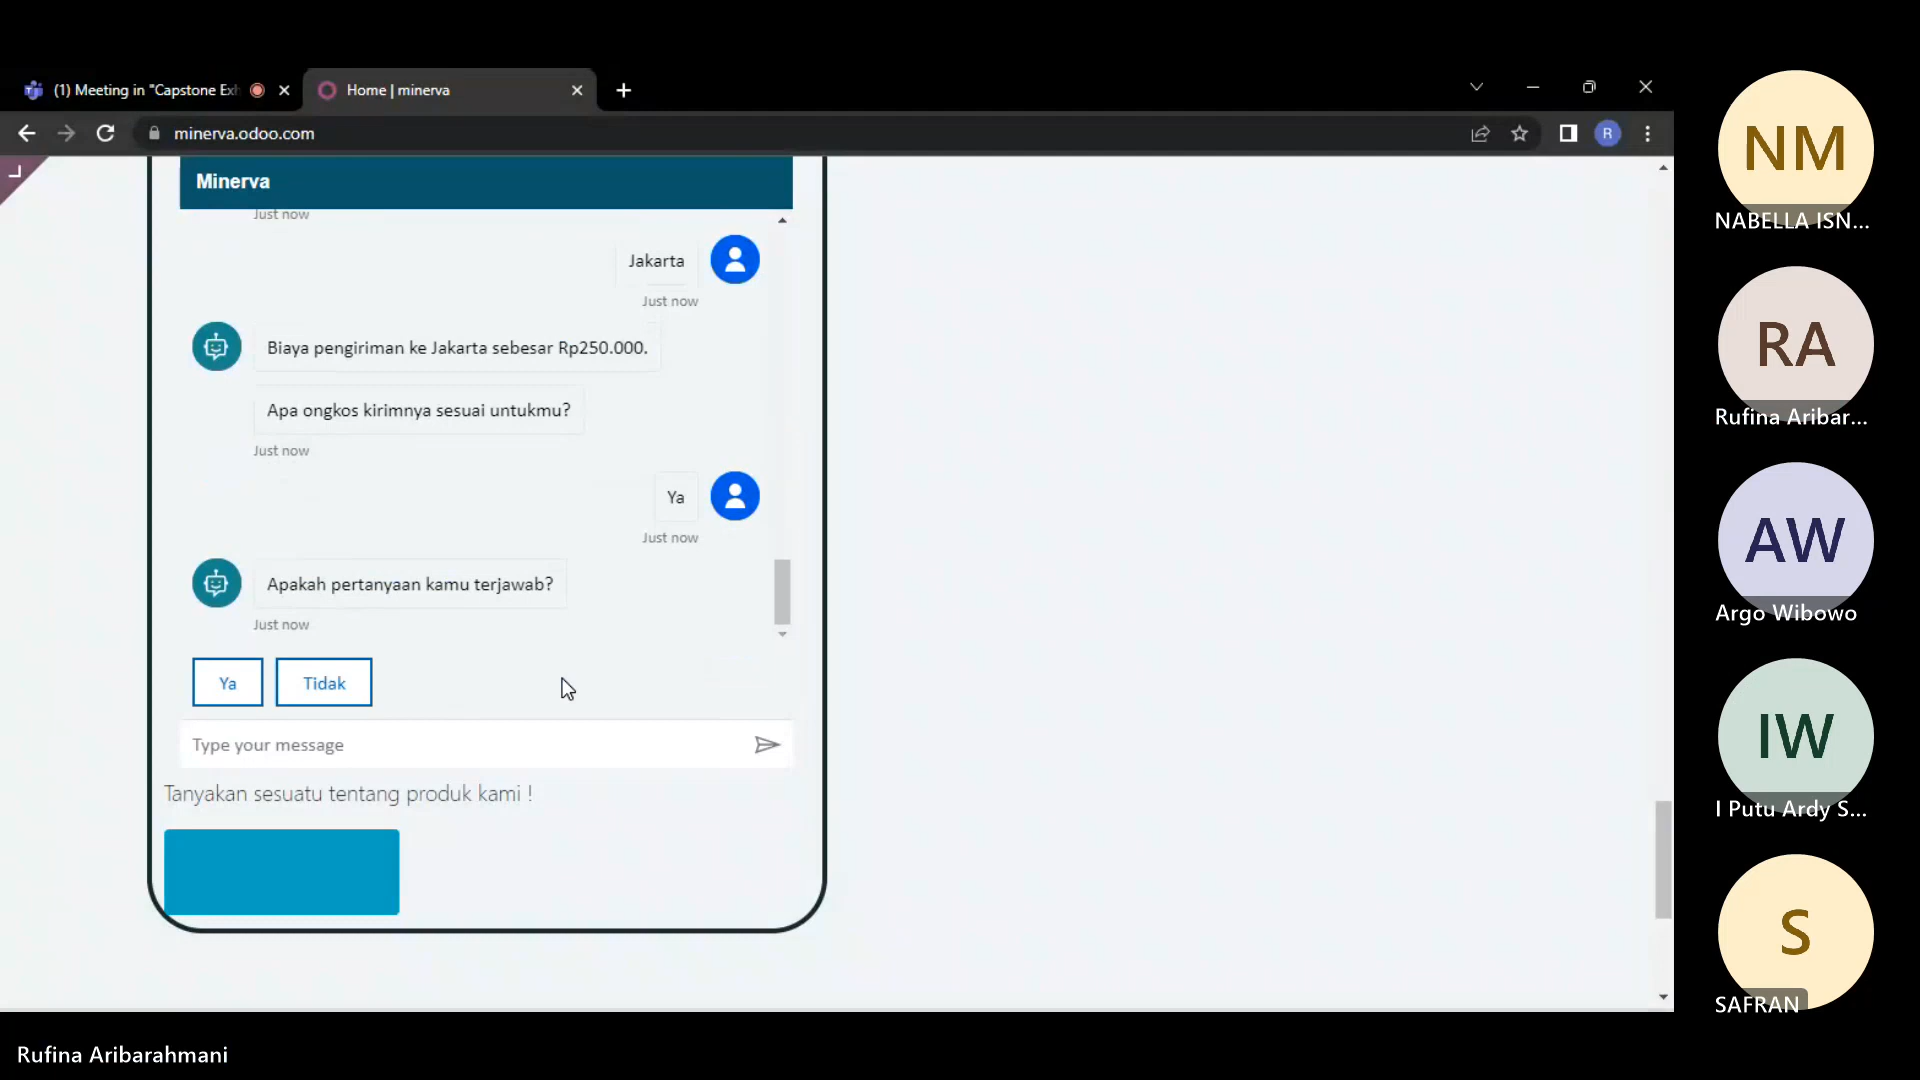 (1) Meeting in "Capstone Exh
Home | minerva
minerva.odoo.com
R
Minerva
Just now
Jakarta
Just now
Biaya pengiriman ke Jakarta sebesar Rp250.000.
Apa ongkos kirimnya sesuai untukmu?
Just now
Ya
Just now
Apakah pertanyaan kamu terjawab?
Just now
Ya
Tidak
Type your message
Tanyakan sesuatu tentang produk kami !
NM
NABELLA ISN...
RA
Rufina Aribar...
AW
Argo Wibowo
IW
I Putu Ardy S...
S
SAFRAN
Rufina Aribarahmani